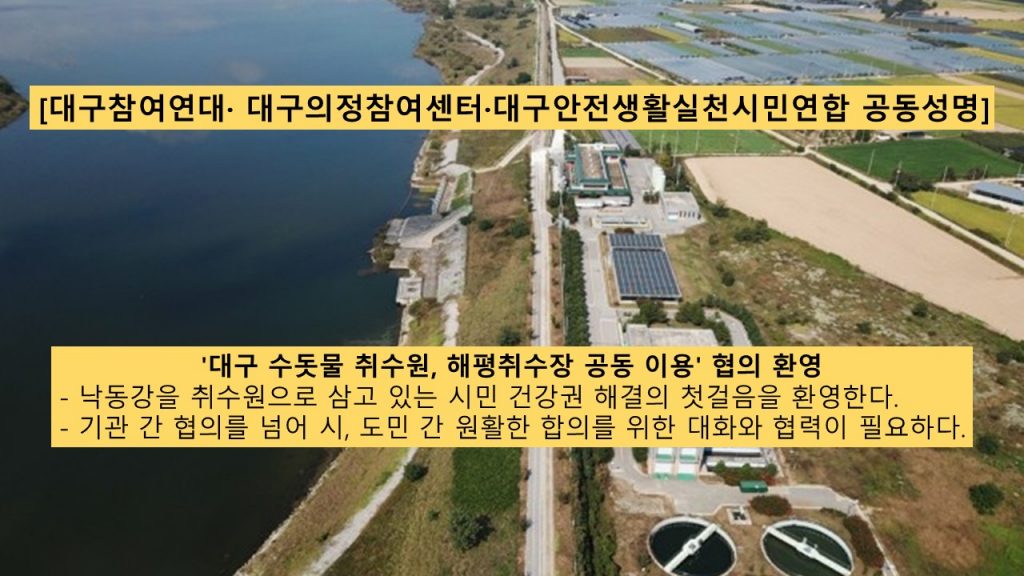 [대구참여연대· 대구의정참여센터·대구안전생활실천시민연합 공동성명]
'대구 수돗물 취수원, 해평취수장 공동 이용' 협의 환영
- 낙동강을 취수원으로 삼고 있는 시민 건강권 해결의 첫걸음을 환영한다.
- 기관 간 협의를 넘어 시, 도민 간 원활한 합의를 위한 대화와 협력이 필요하다.